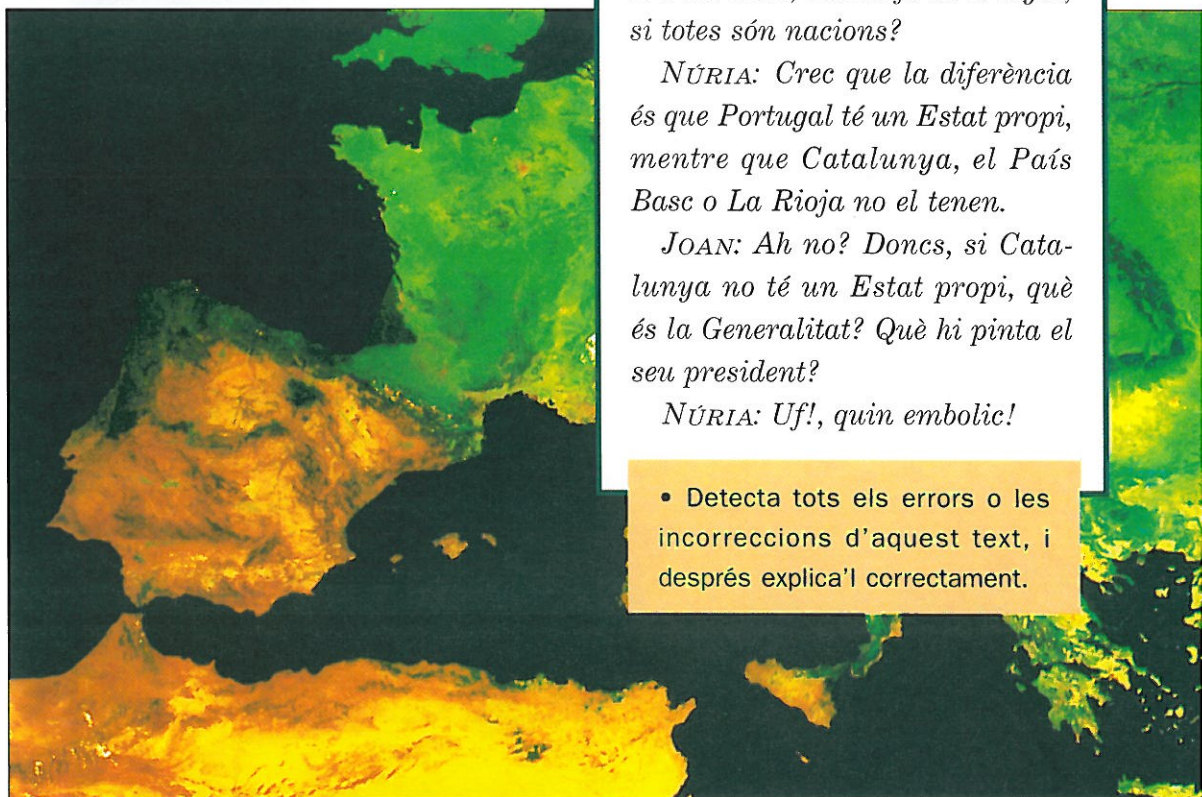 si totes són nacions?
NÚRIA: Crec que la diferència
és que Portugal té un Estat propi,
mentre que Catalunya, el País
Basc o La Rioja no el tenen.
JOAN: Ah no? Doncs, si Cata-
lunya no té un Estat propi, què
és la Generalitat? Què hi pinta el
seu president?
NÚRIA: Uf!, quin embolic!
• Detecta tots els errors o les
incorreccions d'aquest text, i
després explica'l correctament.